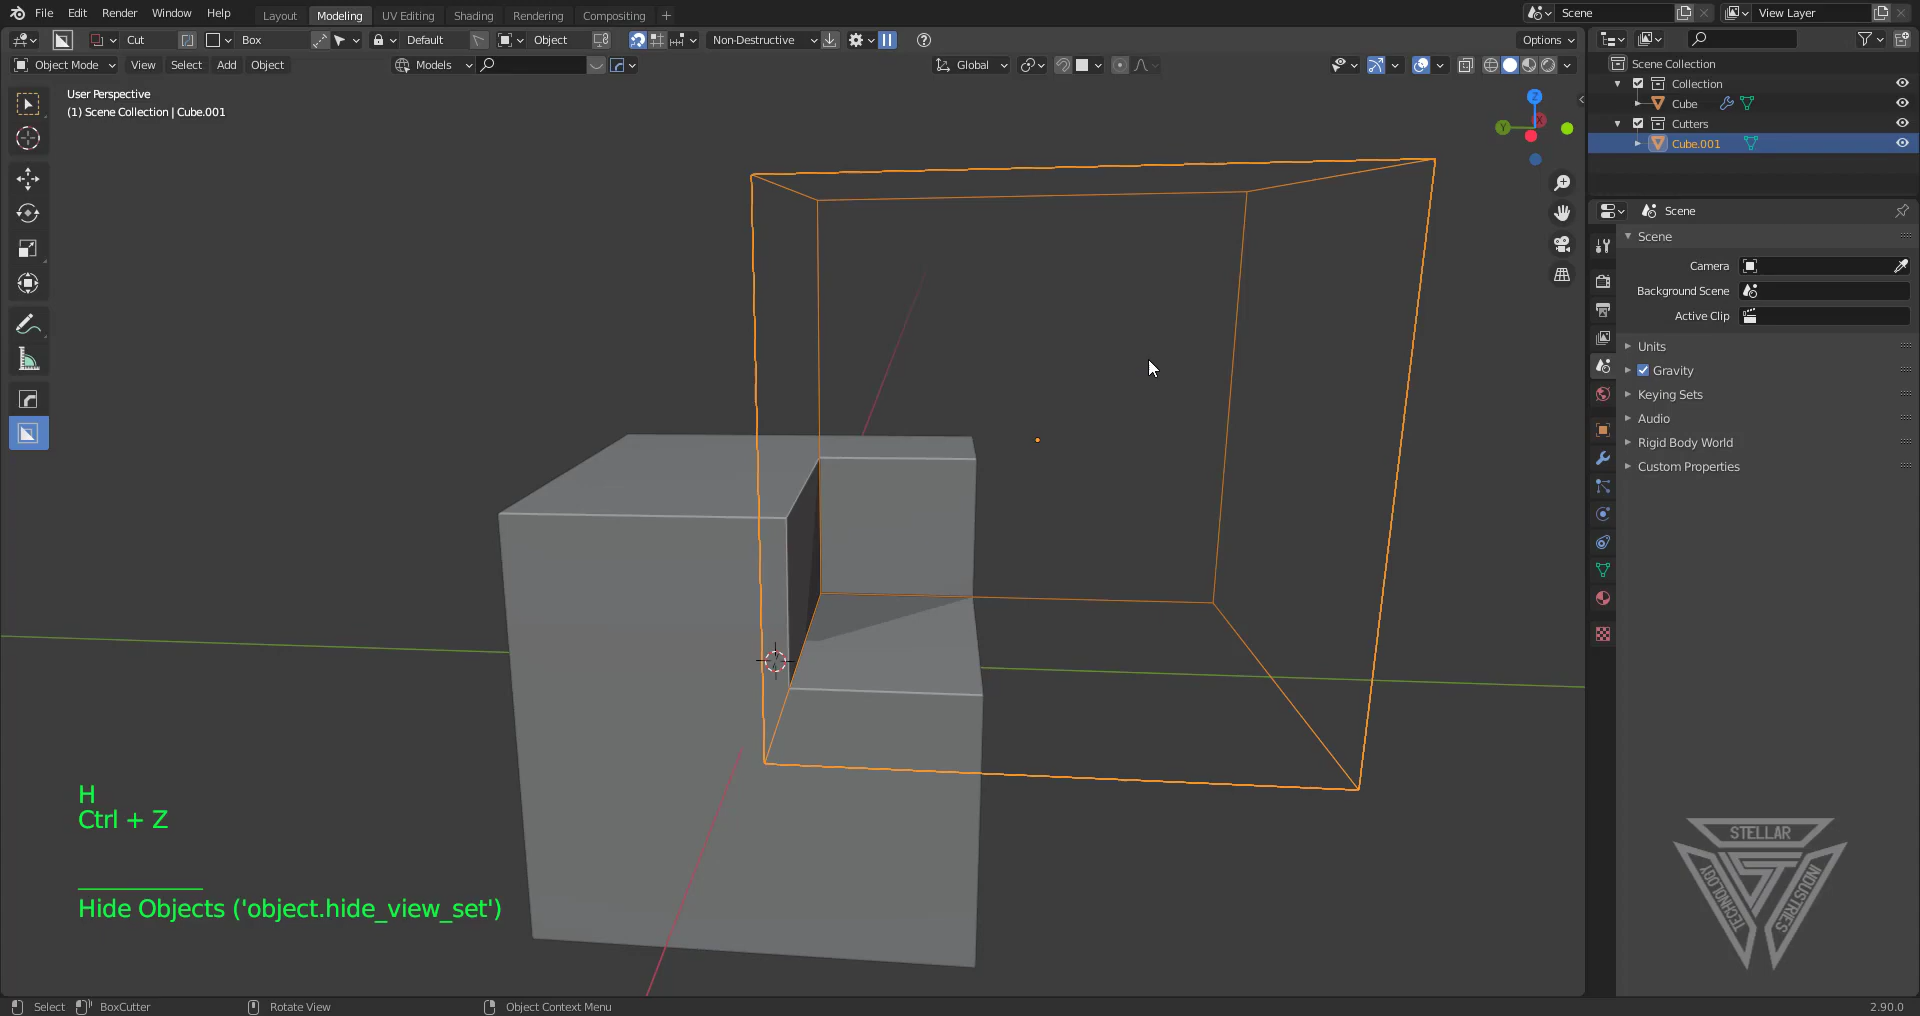 File Edit Render Window Help Layout Modeling UV Editing Shading Rendering Compositing + Scene View Layer
Cut Box Default Object Non-Destructive Options
Object Mode View Select Add Object Models Global
User Perspective
(1) Scene Collection | Cube.001
Z
Y
X
H
Ctrl + Z
Hide Objects ('object.hide_view_set')
Scene Collection
Collection
Cube
Cutters
Cube.001
Scene
Scene
Camera
Background Scene
Active Clip
Units
Gravity
Keying Sets
Audio
Rigid Body World
Custom Properties
STELLAR
TECHNOLOGY
INDUSTRIES
Select BoxCutter Rotate View Object Context Menu 2.90.0